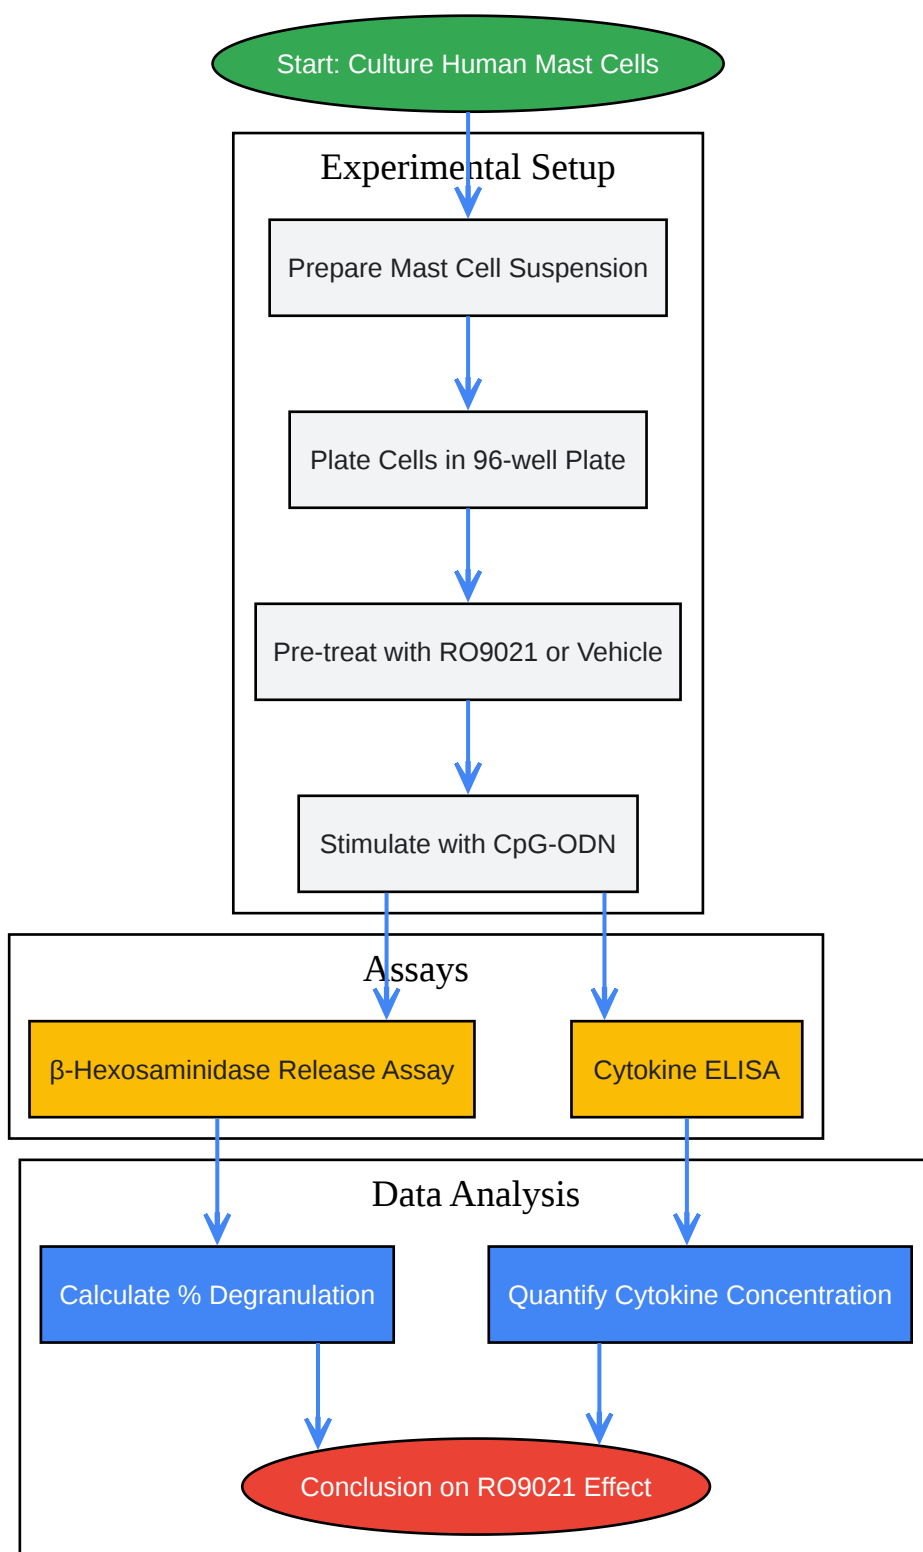 Start: Culture Human Mast Cells
Experimental Setup
Prepare Mast Cell Suspension
Plate Cells in 96-well Plate
Pre-treat with RO9021 or Vehicle
Stimulate with CpG-ODN
Assays
β-Hexosaminidase Release Assay
Cytokine ELISA
Data Analysis
Calculate % Degranulation
Quantify Cytokine Concentration
Conclusion on RO9021 Effect